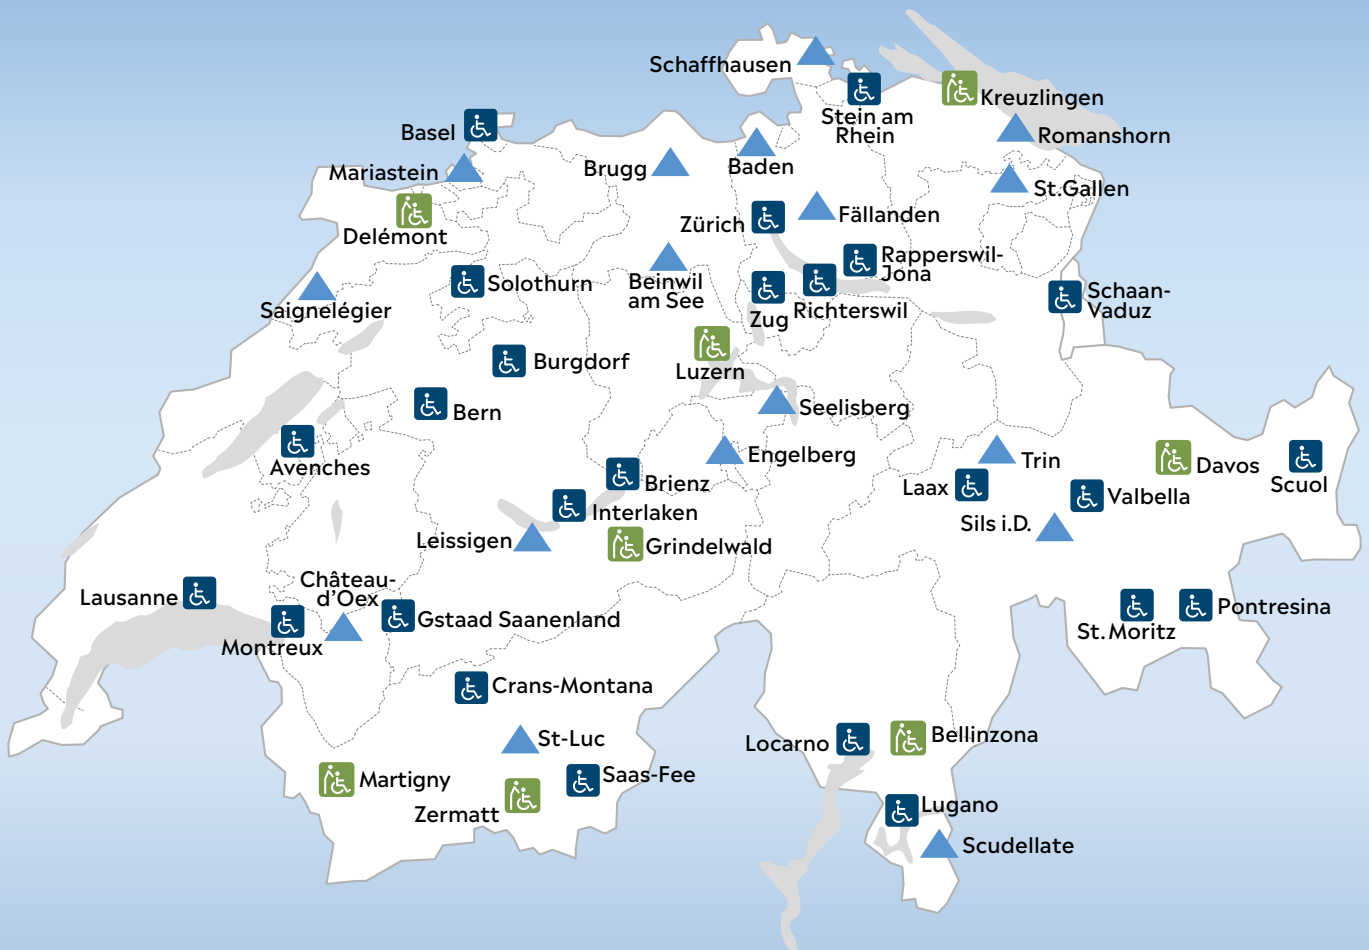 Schaffhausen
Kreuzlingen
Stein am
Rhein
Basel
Romanshorn
Mariastein
Brugg
Baden
St.Gallen
Delémont
Zürich
Fällanden
Rapperswil-
Jona
Solothurn
Beinwil
am See
Saignelégier
Zug
Richterswil
Schaan-
Vaduz
Burgdorf
Luzern
Bern
Seelisberg
Avenches
Engelberg
Trin
Davos
Scuol
Brienz
Laax
Valbella
Interlaken
Sils i.D.
Leissigen
Grindelwald
Château-
d'Oex
Lausanne
Gstaad Saanenland
Montreux
St. Moritz
Pontresina
Crans-Montana
St-Luc
Locarno
Bellinzona
Martigny
Saas-Fee
Zermatt
Lugano
Scudellate